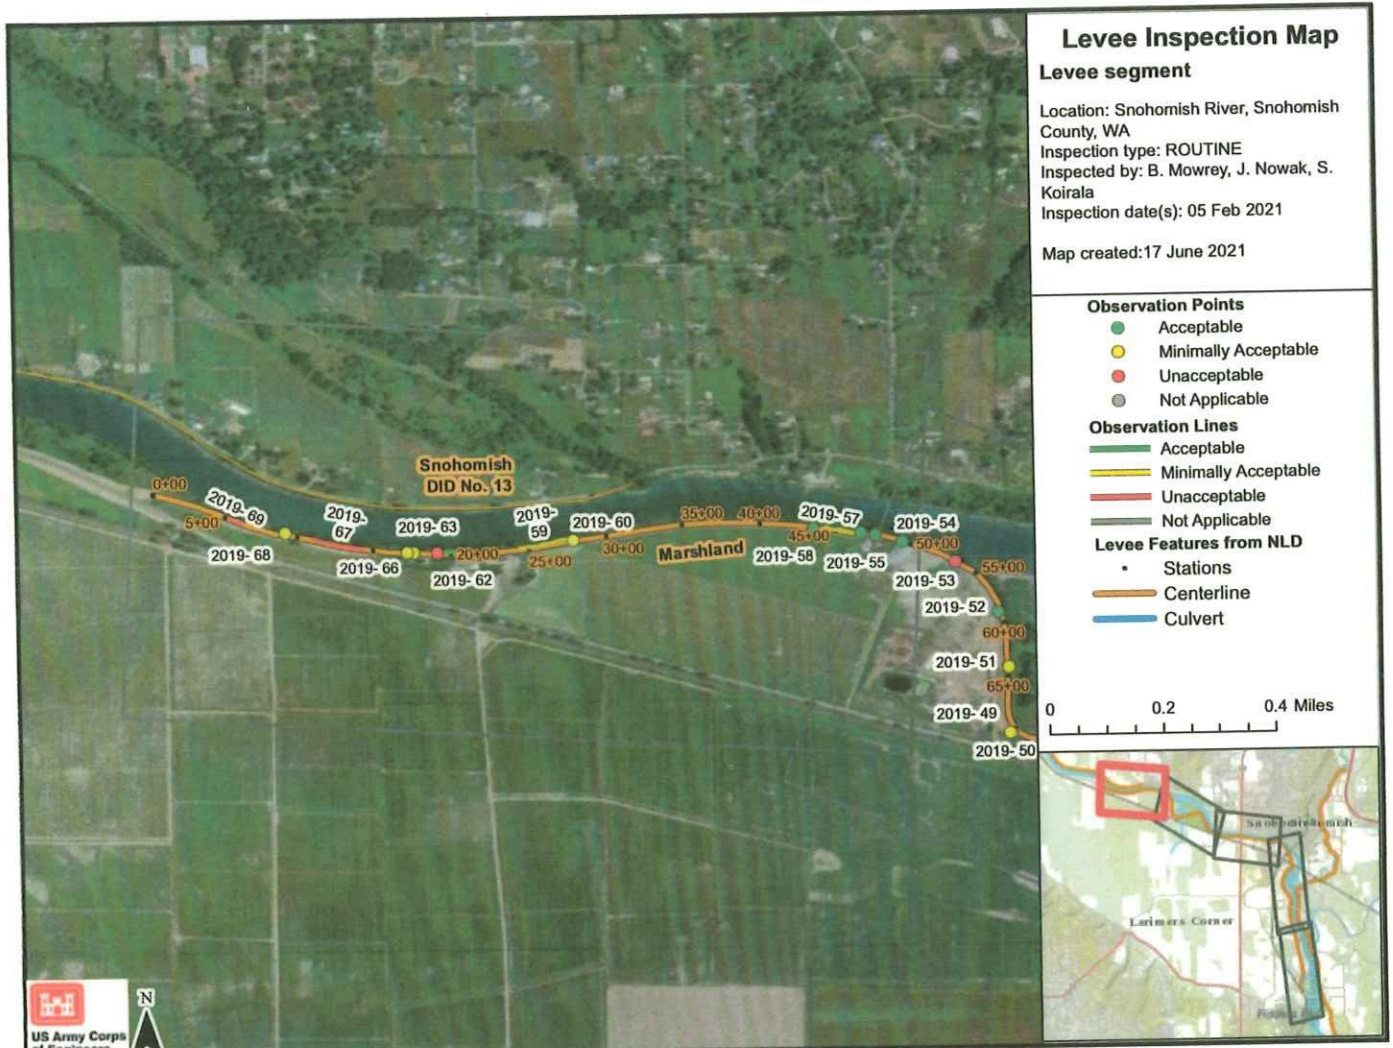 Levee Inspection Map
Levee segment
Location: Snohomish River, Snohomish
County, WA
Inspection type: ROUTINE
Inspected by: B. Mowrey, J. Nowak, S.
Koirala
Inspection date(s): 05 Feb 2021
Map created:17 June 2021
Observation Points
Acceptable
Minimally Acceptable
Unacceptable
Not Applicable
Observation Lines
Acceptable
Minimally Acceptable
Unacceptable
Not Applicable
Levee Features from NLD
Stations
Centerline
Culvert
0 0.2 0.4 Miles
Snohomish
DID No. 13
0+00
2019- 69
5+00
2019-
67
2019- 63
2019-
59
2019- 60
35+00
40+00
2019- 57
2019- 54
2019- 68
2019- 66
20+00
2019- 62
25+00
30+00
Marshland
45+00
2019- 58
2019- 55
50+00
2019- 53
55+00
2019- 52
60+00
2019- 51
65+00
2019- 49
2019- 50
Larimers Corner
N
US Army Corps
of Engineers